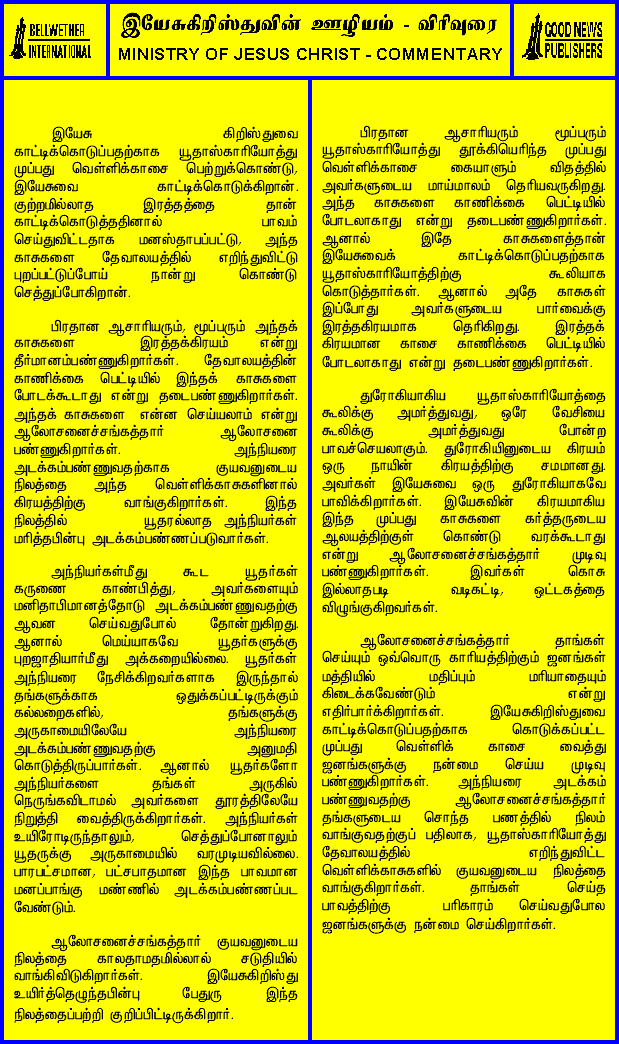 BELLWETHER
INTERNATIONAL
இயேசுகிறிஸ்துவின் ஊழியம் - விரிவுரை
MINISTRY OF JESUS CHRIST - COMMENTARY
GOOD NEWS
PUBLISHERS
இயேசு கிறிஸ்துவை
காட்டிக்கொடுப்பதற்காக யூதாஸ்காரியோத்து
முப்பது வெள்ளிக்காசை பெற்றுக்கொண்டு,
இயேசுவை காட்டிக்கொடுக்கிறான்.
குற்றமில்லாத இரத்தத்தை தான்
காட்டிக்கொடுத்ததினால் பாவம்
செய்துவிட்டதாக மனஸ்தாபப்பட்டு, அந்த
காசுகளை தேவாலயத்தில் எறிந்துவிட்டு
புறப்பட்டுப்போய் நான்று கொண்டு
செத்துப்போகிறான்.
பிரதான ஆசாரியரும், மூப்பரும் அந்தக்
காசுகளை இரத்தக்கிரயம் என்று
தீர்மானம்பண்ணுகிறார்கள். தேவாலயத்தின்
காணிக்கை பெட்டியில் இந்தக் காசுகளை
போடக்கூடாது என்று தடைபண்ணுகிறார்கள்.
அந்தக் காசுகளை என்ன செய்யலாம் என்று
ஆலோசனைச்சங்கத்தார் ஆலோசனை
பண்ணுகிறார்கள். அந்நியரை
அடக்கம்பண்ணுவதற்காக குயவனுடைய
நிலத்தை அந்த வெள்ளிக்காசுகளினால்
கிரயத்திற்கு வாங்குகிறார்கள். இந்த
நிலத்தில் யூதரல்லாத அந்நியர்கள்
மரித்தபின்பு அடக்கம்பண்ணப்படுவார்கள்.
அந்நியர்கள்மீது கூட யூதர்கள்
கருணை காண்பித்து, அவர்களையும்
மனிதாபிமானத்தோடு அடக்கம்பண்ணுவதற்கு
ஆவன செய்வதுபோல் தோன்றுகிறது.
ஆனால் மெய்யாகவே யூதர்களுக்கு
புறஜாதியார்மீது அக்கறையில்லை. யூதர்கள்
அந்நியரை நேசிக்கிறவர்களாக இருந்தால்
தங்களுக்காக ஒதுக்கப்பட்டிருக்கும்
கல்லறைகளில், தங்களுக்கு
அருகாமையிலேயே அந்நியரை
அடக்கம்பண்ணுவதற்கு அனுமதி
கொடுத்திருப்பார்கள். ஆனால் யூதர்களோ
அந்நியர்களை தங்கள் அருகில்
நெருங்கவிடாமல் அவர்களை தூரத்திலேயே
நிறுத்தி வைத்திருக்கிறார்கள். அந்நியர்கள்
உயிரோடிருந்தாலும், செத்துப்போனாலும்
யூதருக்கு அருகாமையில் வரமுடியவில்லை.
பாரபட்சமான, பட்சபாதமான இந்த பாவமான
மனப்பாங்கு மண்ணில் அடக்கம்பண்ணப்பட
வேண்டும்.
ஆலோசனைச்சங்கத்தார் குயவனுடைய
நிலத்தை காலதாமதமில்லால் சடுதியில்
வாங்கிவிடுகிறார்கள். இயேசுகிறிஸ்து
உயிர்த்தெழுந்தபின்பு பேதுரு இந்த
நிலத்தைப்பற்றி குறிப்பிட்டிருக்கிறார்.
பிரதான ஆசாரியரும் மூப்பரும்
யூதாஸ்காரியோத்து தூக்கியெரிந்த முப்பது
வெள்ளிக்காசை கையாளும் விதத்தில்
அவர்களுடைய மாய்மாலம் தெரியவருகிறது.
அந்த காசுகளை காணிக்கை பெட்டியில்
போடலாகாது என்று தடைபண்ணுகிறார்கள்.
ஆனால் இதே காசுகளைத்தான்
இயேசுவைக் காட்டிக்கொடுப்பதற்காக
யூதாஸ்காரியோத்திற்கு கூலியாக
கொடுத்தார்கள். ஆனால் அதே காசுகள்
இப்போது அவர்களுடைய பார்வைக்கு
இரத்தகிரயமாக தெரிகிறது. இரத்தக்
கிரயமான காசை காணிக்கை பெட்டியில்
போடலாகாது என்று தடைபண்ணுகிறார்கள்.
துரோகியாகிய யூதாஸ்காரியோத்தை
கூலிக்கு அமர்த்துவது, ஒரே வேசியை
கூலிக்கு அமர்த்துவது போன்ற
பாவச்செயலாகும். துரோகியினுடைய கிரயம்
ஒரு நாயின் கிரயத்திற்கு சமமானது.
அவர்கள் இயேசுவை ஒரு துரோகியாகவே
பாவிக்கிறார்கள். இயேசுவின் கிரயமாகிய
இந்த முப்பது காசுகளை கர்த்தருடைய
ஆலயத்திற்குள் கொண்டு வரக்கூடாது
என்று ஆலோசனைச்சங்கத்தார் முடிவு
பண்ணுகிறார்கள். இவர்கள் கொசு
இல்லாதபடி வடிகட்டி, ஒட்டகத்தை
விழுங்குகிறவர்கள்.
ஆலோசனைச்சங்கத்தார் தாங்கள்
செய்யும் ஒவ்வொரு காரியத்திற்கும் ஜனங்கள்
மத்தியில் மதிப்பும் மரியாதையும்
கிடைக்கவேண்டும் என்று
எதிர்பார்க்கிறார்கள். இயேசுகிறிஸ்துவை
காட்டிக்கொடுப்பதற்காக கொடுக்கப்பட்ட
முப்பது வெள்ளிக் காசை வைத்து
ஜனங்களுக்கு நன்மை செய்ய முடிவு
பண்ணுகிறார்கள். அந்நியரை அடக்கம்
பண்ணுவதற்கு ஆலோசனைச்சங்கத்தார்
தங்களுடைய சொந்த பணத்தில் நிலம்
வாங்குவதற்குப் பதிலாக, யூதாஸ்காரியோத்து
தேவாலயத்தில் எறிந்துவிட்ட
வெள்ளிக்காசுகளில் குயவனுடைய நிலத்தை
வாங்குகிறார்கள். தாங்கள் செய்த
பாவத்திற்கு பரிகாரம் செய்வதுபோல
ஜனங்களுக்கு நன்மை செய்கிறார்கள்.